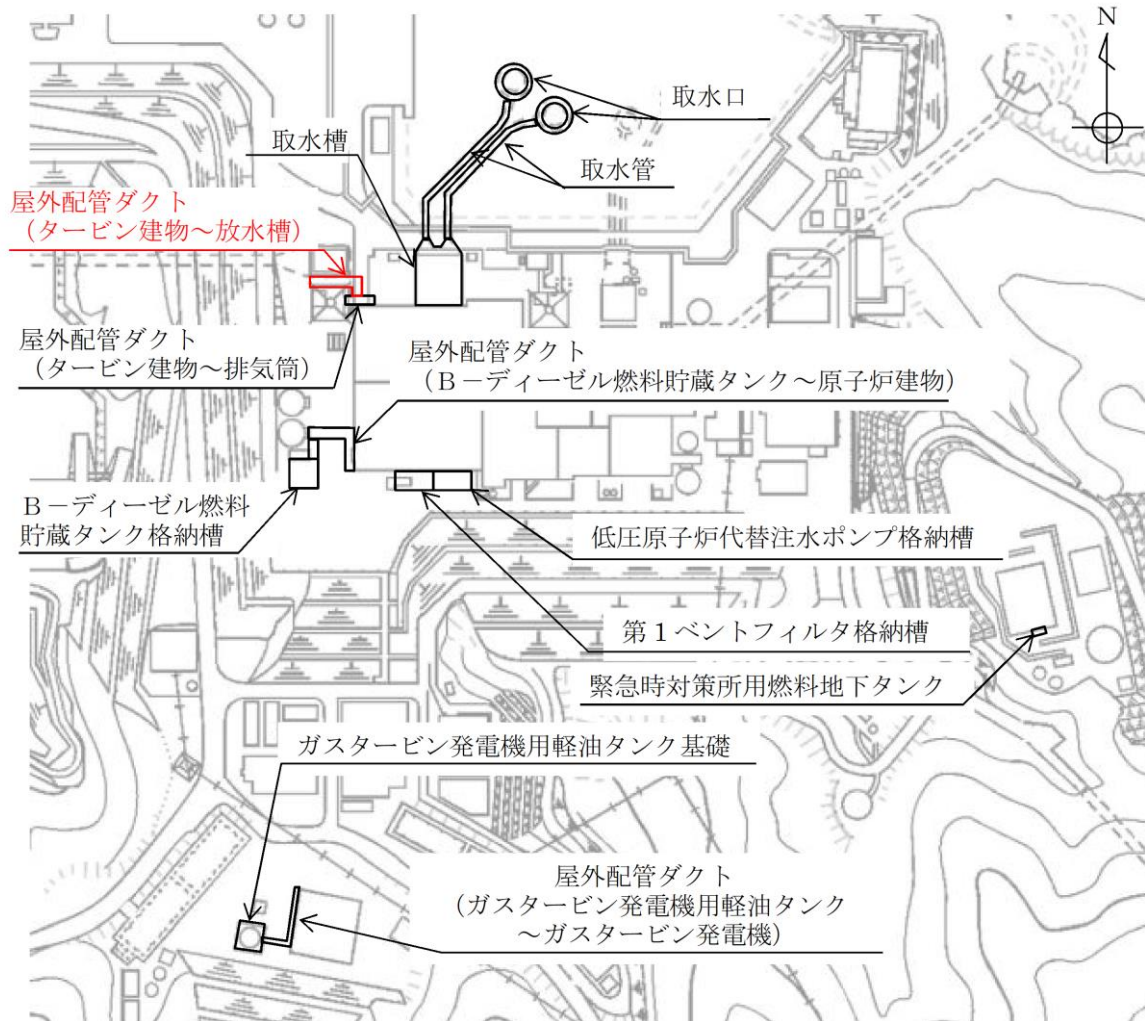 N
取水口
取水槽
取水管
屋外配管ダクト
（タービン建物～放水槽）
屋外配管ダクト
（タービン建物～排気筒）
屋外配管ダクト
（Ｂ－ディーゼル燃料貯蔵タンク～原子炉建物）
Ｂ－ディーゼル燃料
貯蔵タンク格納槽
低圧原子炉代替注水ポンプ格納槽
第１ベントフィルタ格納槽
緊急時対策所用燃料地下タンク
ガスタービン発電機用軽油タンク基礎
屋外配管ダクト
（ガスタービン発電機用軽油タンク
～ガスタービン発電機）